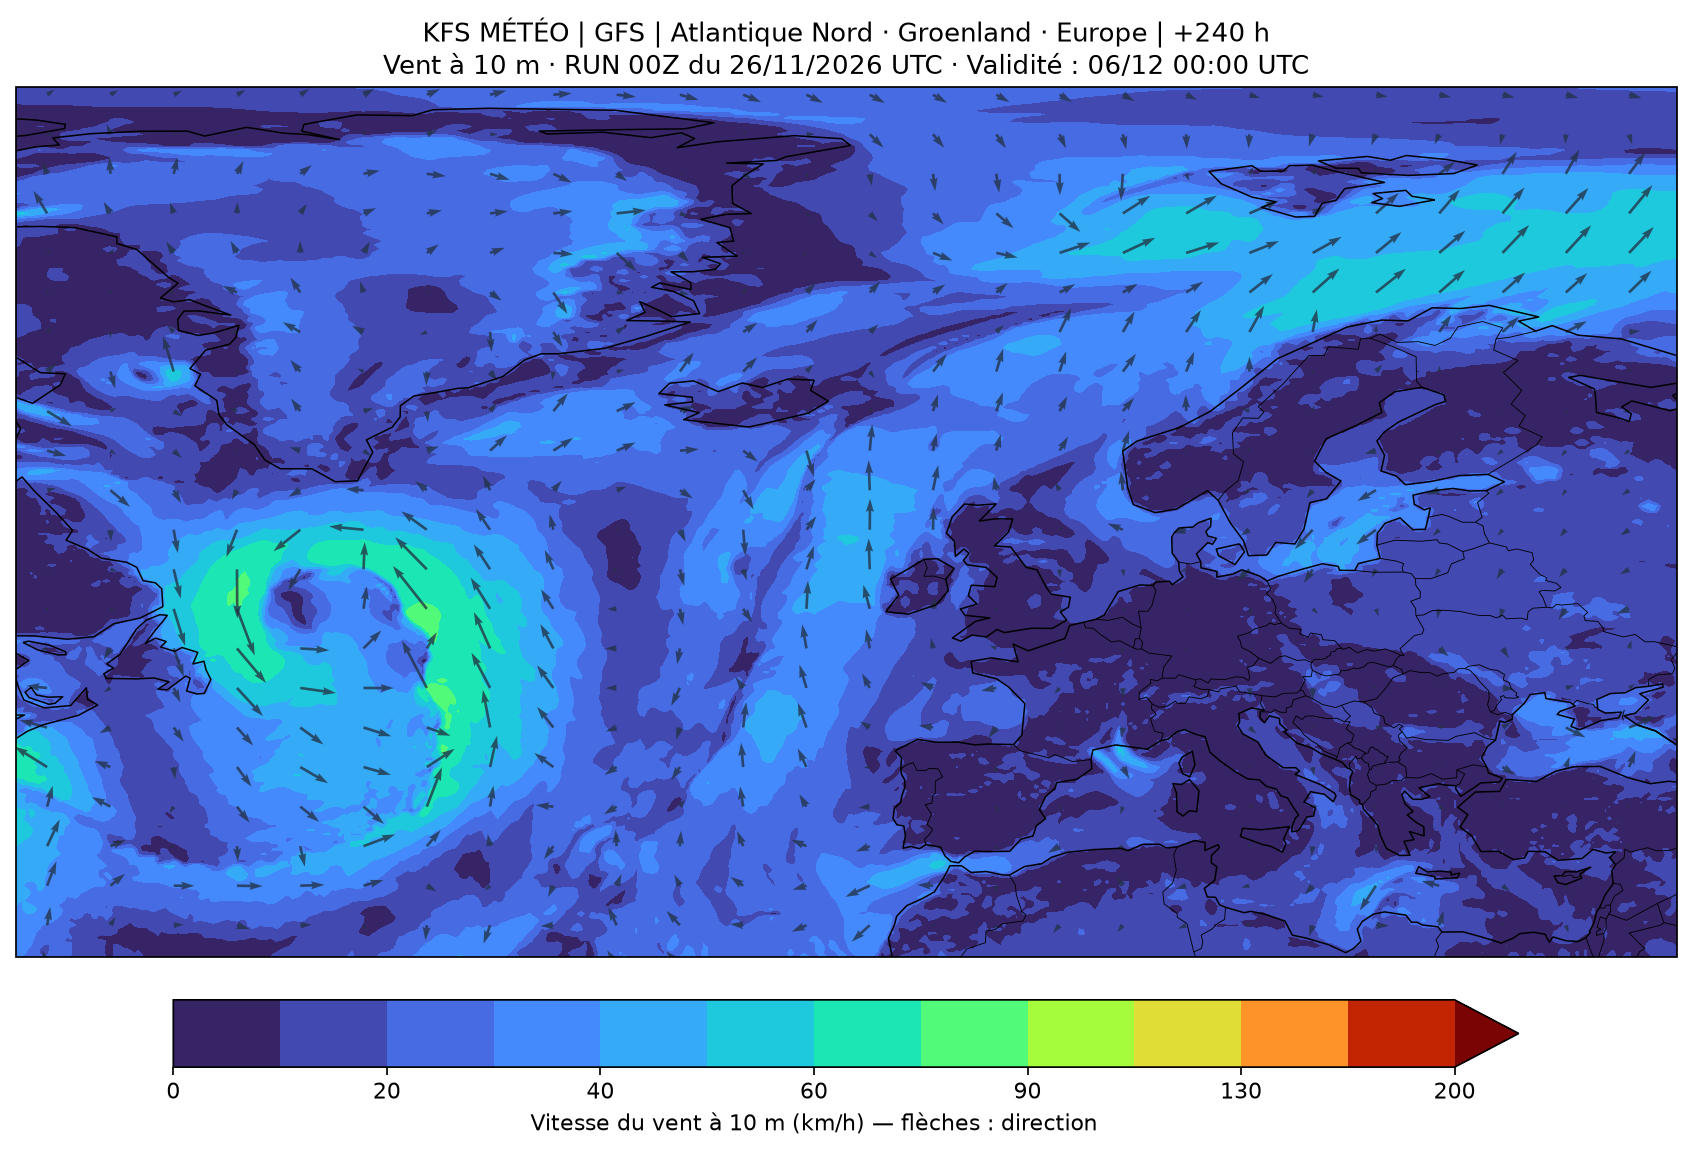 KFS MÉTÉO | GFS | Atlantique Nord · Groenland · Europe | +240 h
Vent à 10 m · RUN 00Z du 26/11/2026 UTC · Validité : 06/12 00:00 UTC
0 20 40 60 90 130 200
Vitesse du vent à 10 m (km/h) — flèches : direction